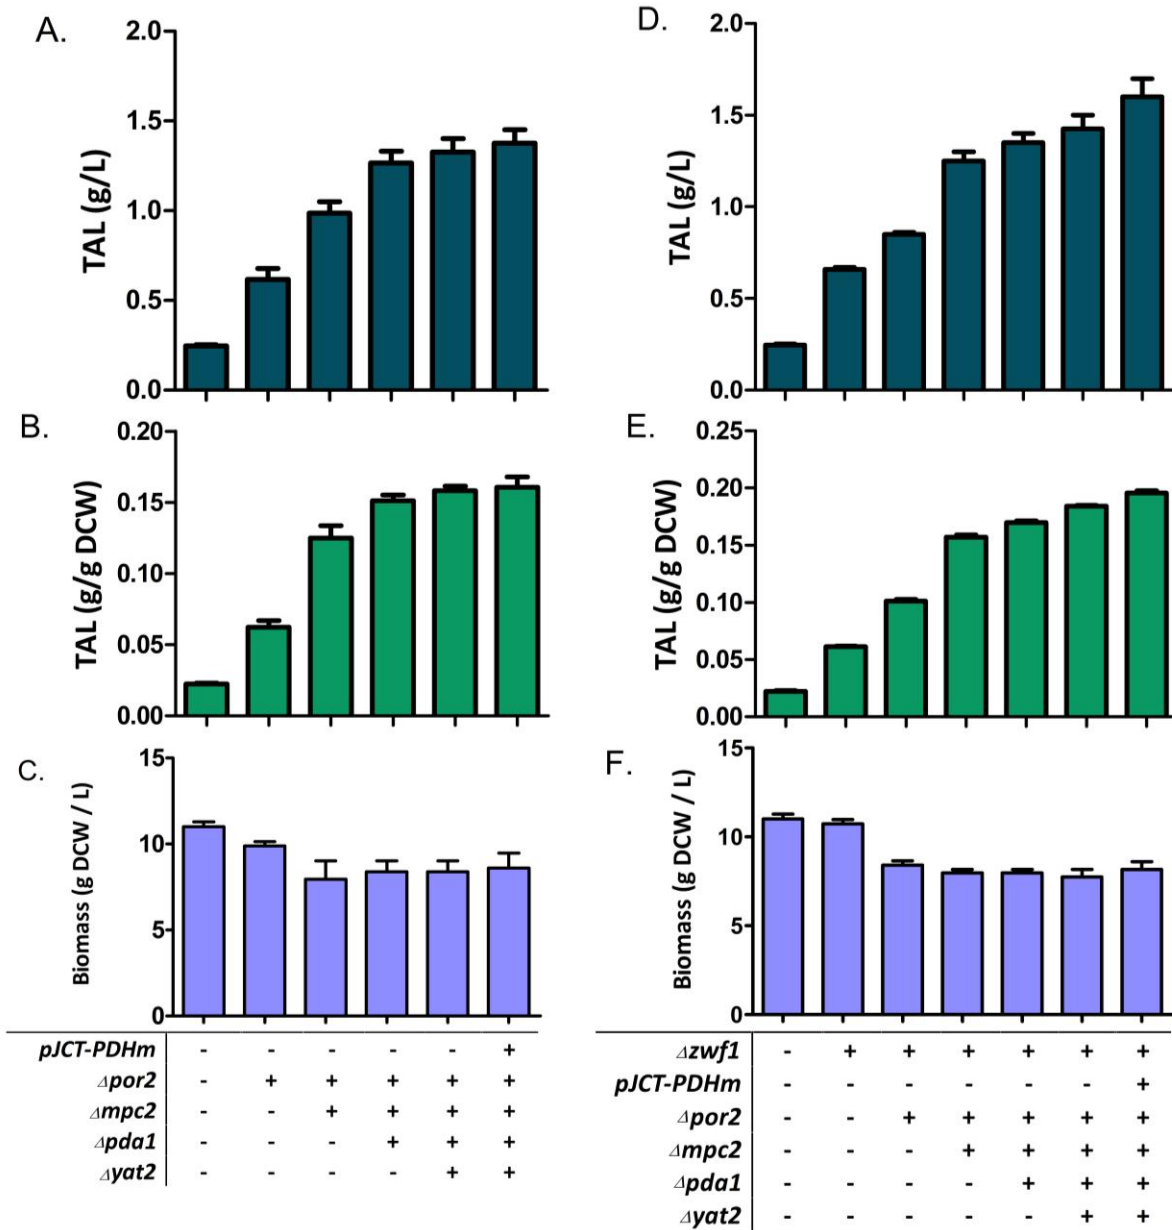 A.
TAL (g/L)
2.0
1.5
1.0
0.5
0.0
B.
TAL (g/g DCW)
0.20
0.15
0.10
0.05
0.00
C.
Biomass (g DCW / L)
15
10
5
0
pJCT-PDHm - - - - - +
Δpor2 - + + + + +
Δmpc2 - - + + + +
Δpda1 - - - + + +
Δyat2 - - - - + +
D.
TAL (g/L)
2.0
1.5
1.0
0.5
0.0
E.
TAL (g/g DCW)
0.25
0.20
0.15
0.10
0.05
0.00
F.
Biomass (g DCW / L)
15
10
5
0
Δzwf1 - + + + + + +
pJCT-PDHm - - - - - - +
Δpor2 - - + + + + +
Δmpc2 - - - + + + +
Δpda1 - - - - + + +
Δyat2 - - - - - + +